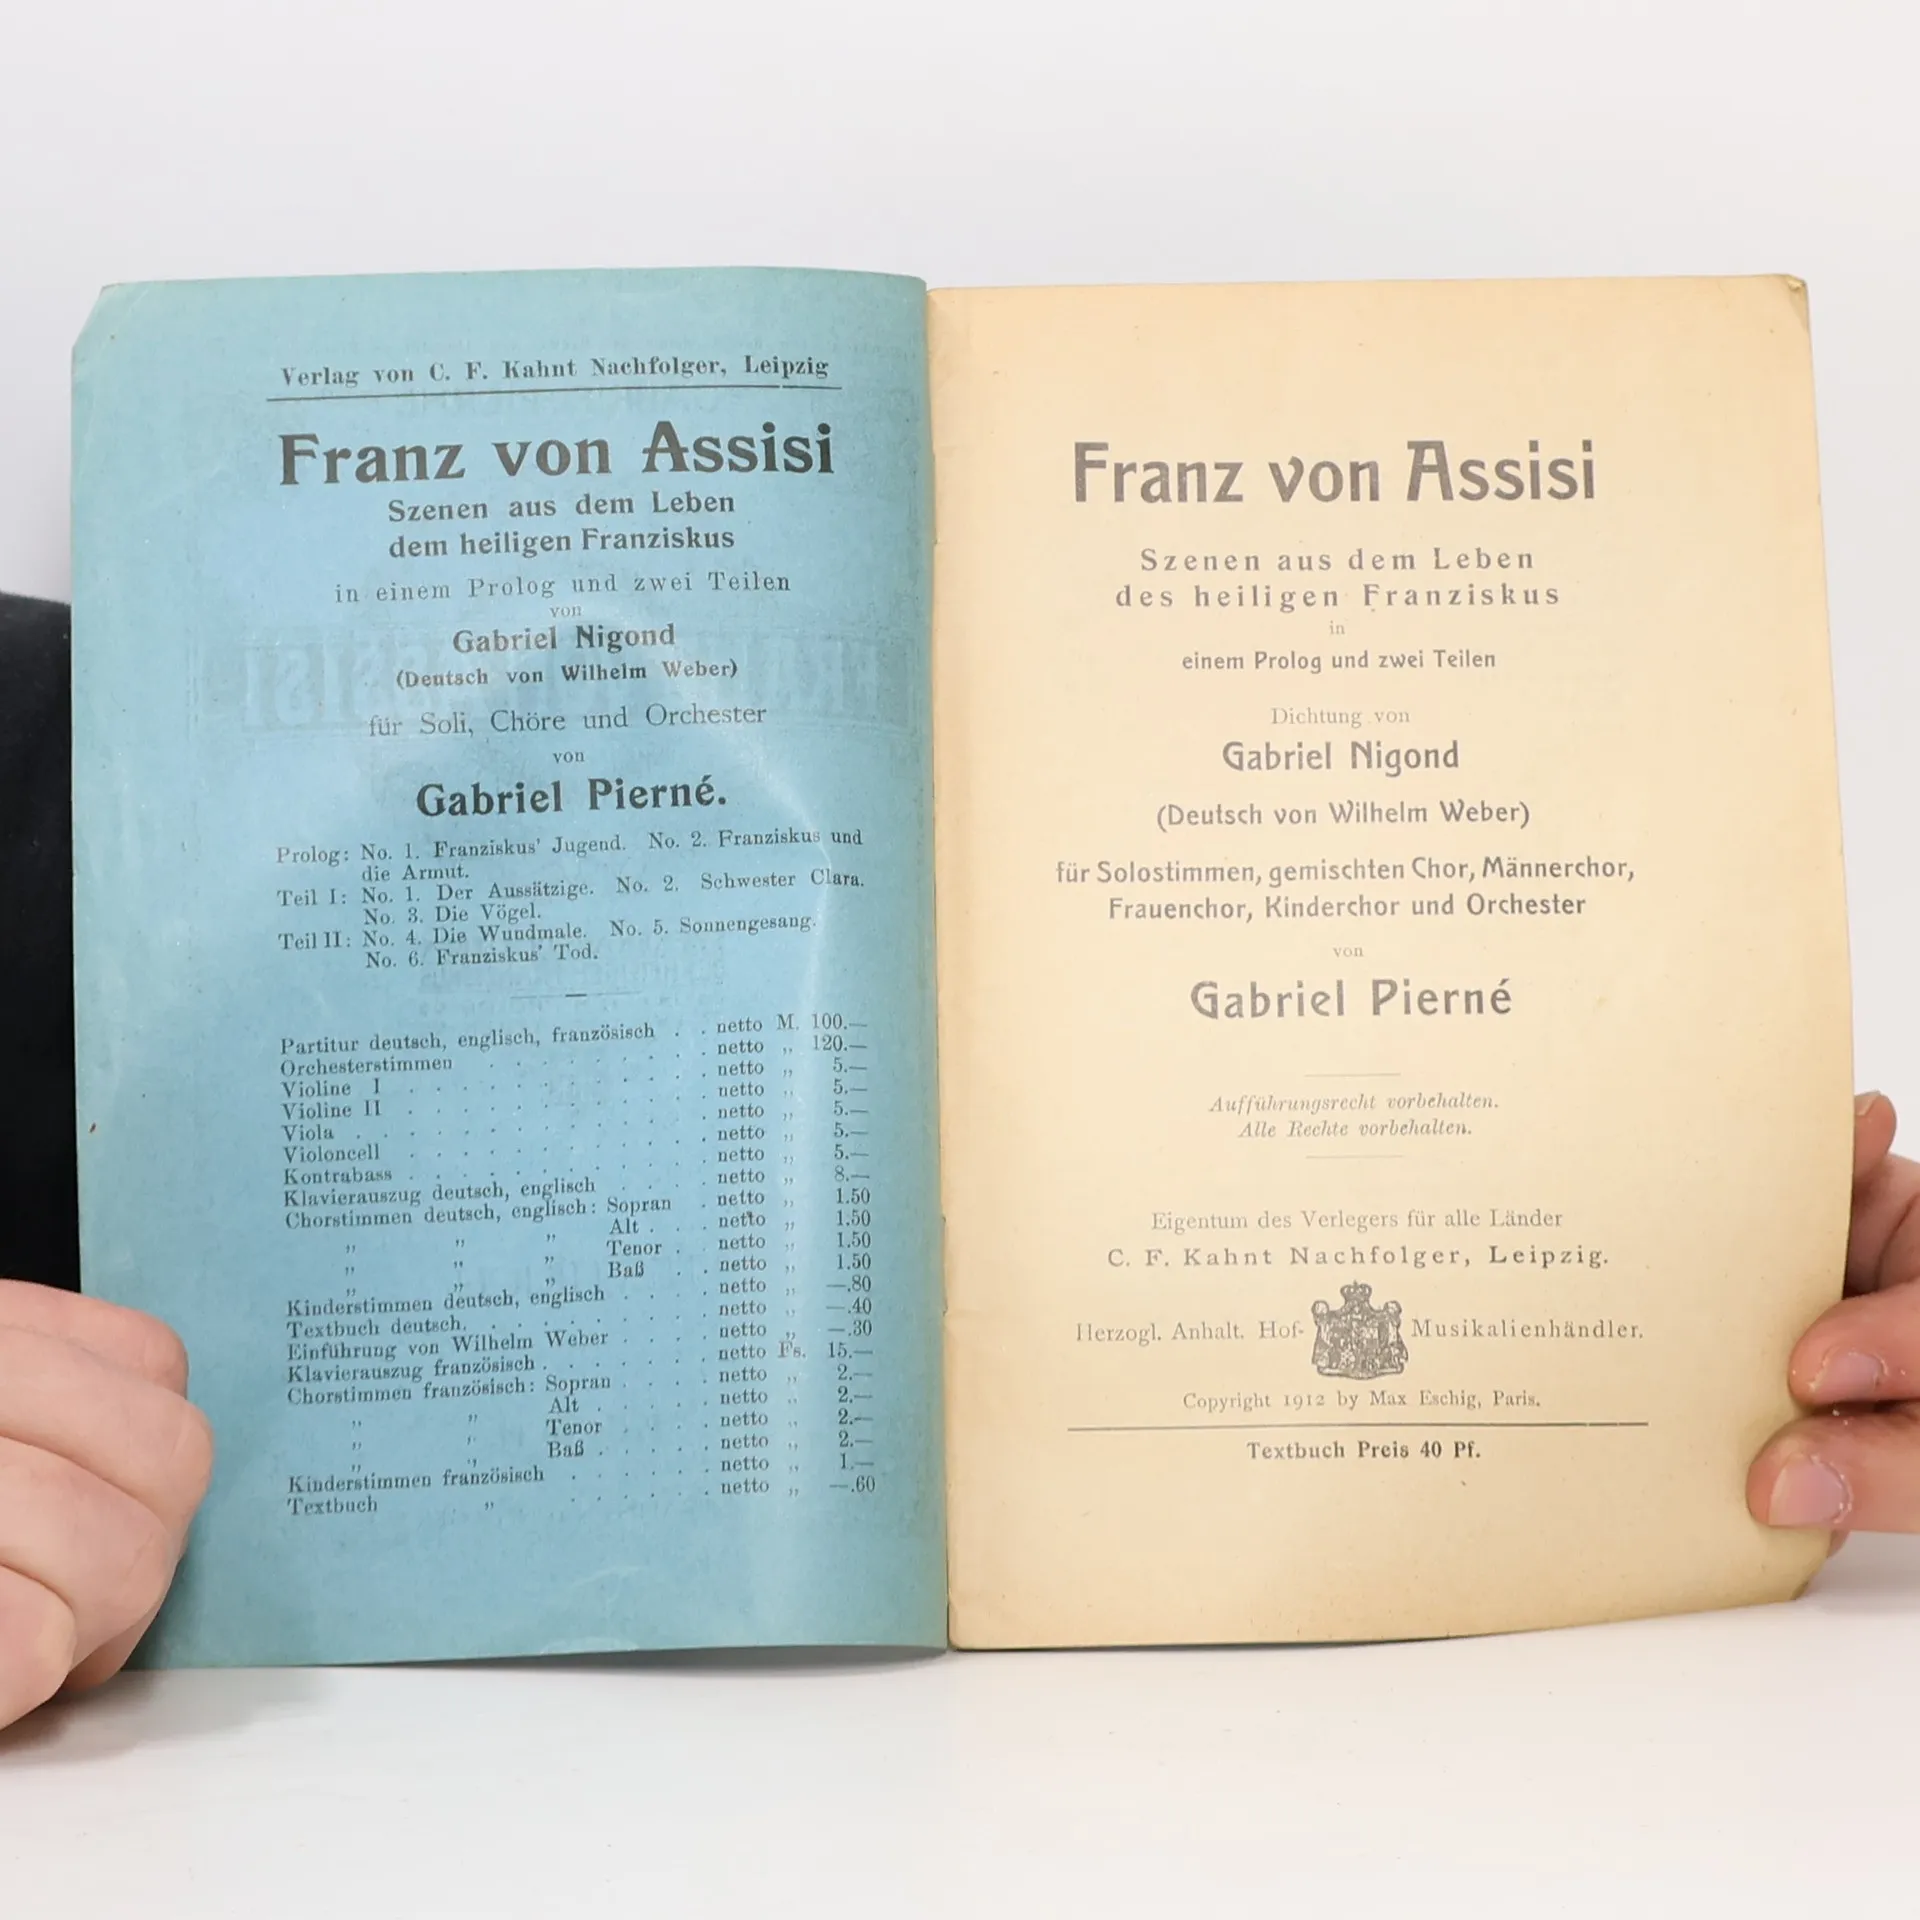 Verlag von C. F. Kahnt Nachfolger, Leipzig
Franz von Assisi
Szenen aus dem Leben
dem heiligen Franziskus
in einem Prolog und zwei Teilen
von
Gabriel Nigond
(Deutsch von Wilhelm Weber)
für Soli, Chöre und Orchester
von
Gabriel Pierné.
Prolog: No. 1. Franziskus' Jugend. No. 2. Franziskus und
die Armut.
Teil I: No. 1. Der Aussätzige. No. 2. Schwester Clara.
No. 3. Die Vögel.
Teil II: No. 4. Die Wundmale. No. 5. Sonnengesang.
No. 6. Franziskus' Tod.
Partitur deutsch, englisch, französisch . . netto M. 100.—
Orchesterstimmen . . . . . . . . . netto „ 120.—
Violine I . . . . . . . . . . . . netto „ 5.—
Violine II . . . . . . . . . . . . netto „ 5.—
Viola . . . . . . . . . . . . . . netto „ 5.—
Violoncell . . . . . . . . . . . . netto „ 5.—
Kontrabass . . . . . . . . . . . . netto „ 5.—
Klavierauszug deutsch, englisch . . . . netto „ 8.—
Chorstimmen deutsch, englisch: Sopran . netto „ 1.50
„ „ „ Alt . . . netto „ 1.50
„ „ „ Tenor . . netto „ 1.50
„ „ „ Baß . . netto „ 1.50
Kinderstimmen deutsch, englisch . . . . netto „ —.80
Textbuch deutsch. . . . . . . . . . netto „ —.40
Einführung von Wilhelm Weber . . . . netto „ —.30
Klavierauszug französisch . . . . . . . netto Fs. 15.—
Chorstimmen französisch: Sopran . . . . netto „ 2.—
„ „ Alt . . . . . netto „ 2.—
„ „ Tenor . . . . netto „ 2.—
„ „ Baß . . . . . netto „ 2.—
Kinderstimmen französisch . . . . . . netto „ 1.—
Textbuch „ . . . . . . netto „ —.60
Franz von Assisi
Szenen aus dem Leben
des heiligen Franziskus
in
einem Prolog und zwei Teilen
Dichtung von
Gabriel Nigond
(Deutsch von Wilhelm Weber)
für Solostimmen, gemischten Chor, Männerchor,
Frauenchor, Kinderchor und Orchester
von
Gabriel Pierné
Aufführungsrecht vorbehalten.
Alle Rechte vorbehalten.
Eigentum des Verlegers für alle Länder
C. F. Kahnt Nachfolger, Leipzig.
Herzogl. Anhalt. Hof- Musikalienhändler.
Copyright 1912 by Max Eschig, Paris.
Textbuch Preis 40 Pf.